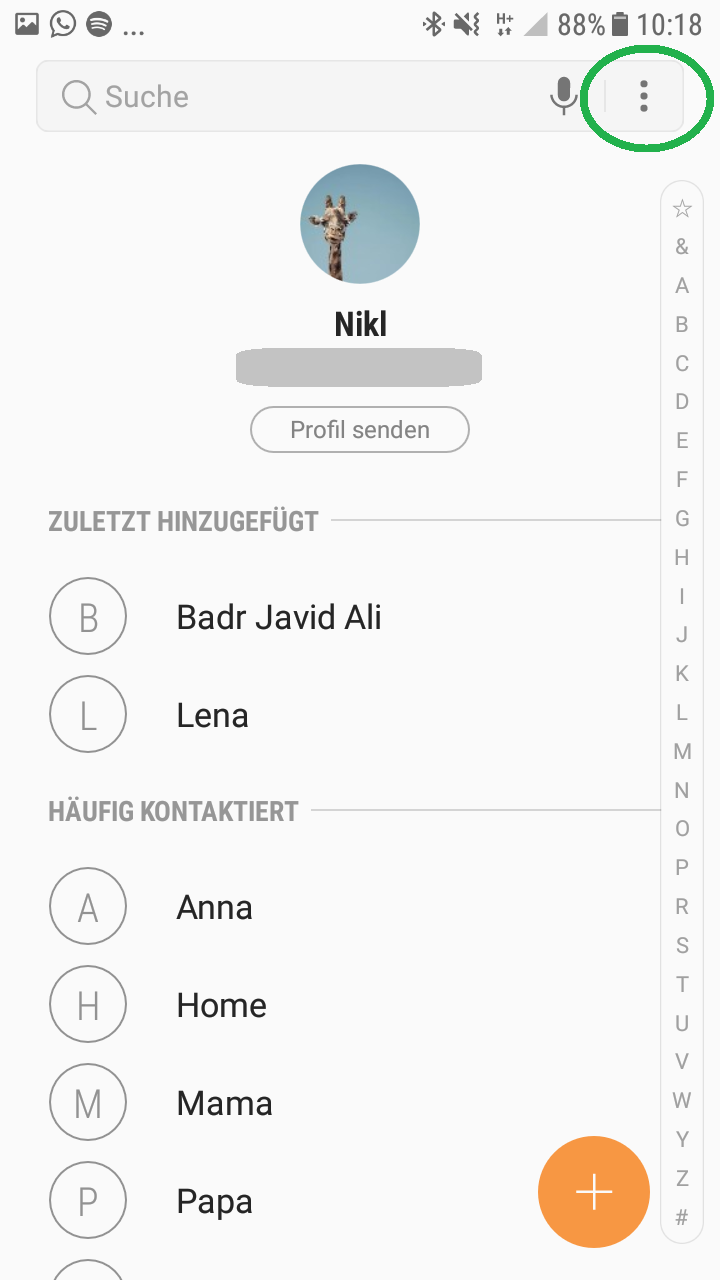 ... H+ 88% 10:18
Suche
Nikl
Profil senden
ZULETZT HINZUGEFÜGT
B Badr Javid Ali
L Lena
HÄUFIG KONTAKTIERT
A Anna
H Home
M Mama
P Papa
&
A
B
C
D
E
F
G
H
I
J
K
L
M
N
O
P
R
S
T
U
V
W
Y
Z
#